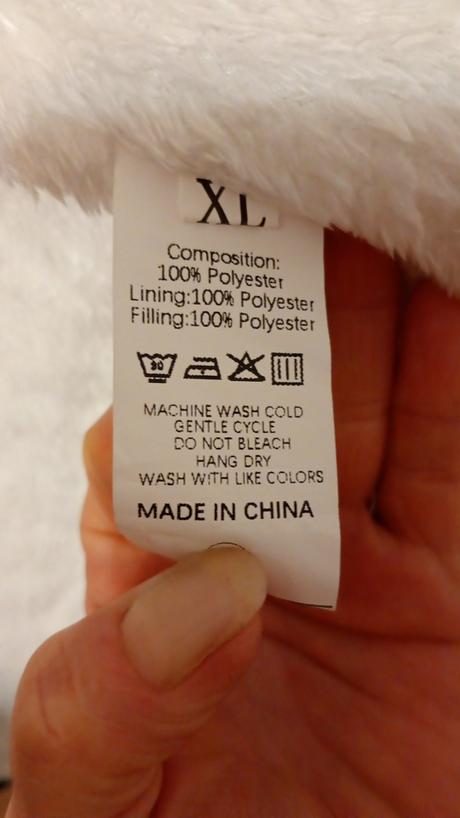 XL
Composition:
100% Polyester
Lining:100% Polyester
Filling:100% Polyester
30
MACHINE WASH COLD
GENTLE CYCLE
DO NOT BLEACH
HANG DRY
WASH WITH LIKE COLORS
MADE IN CHINA